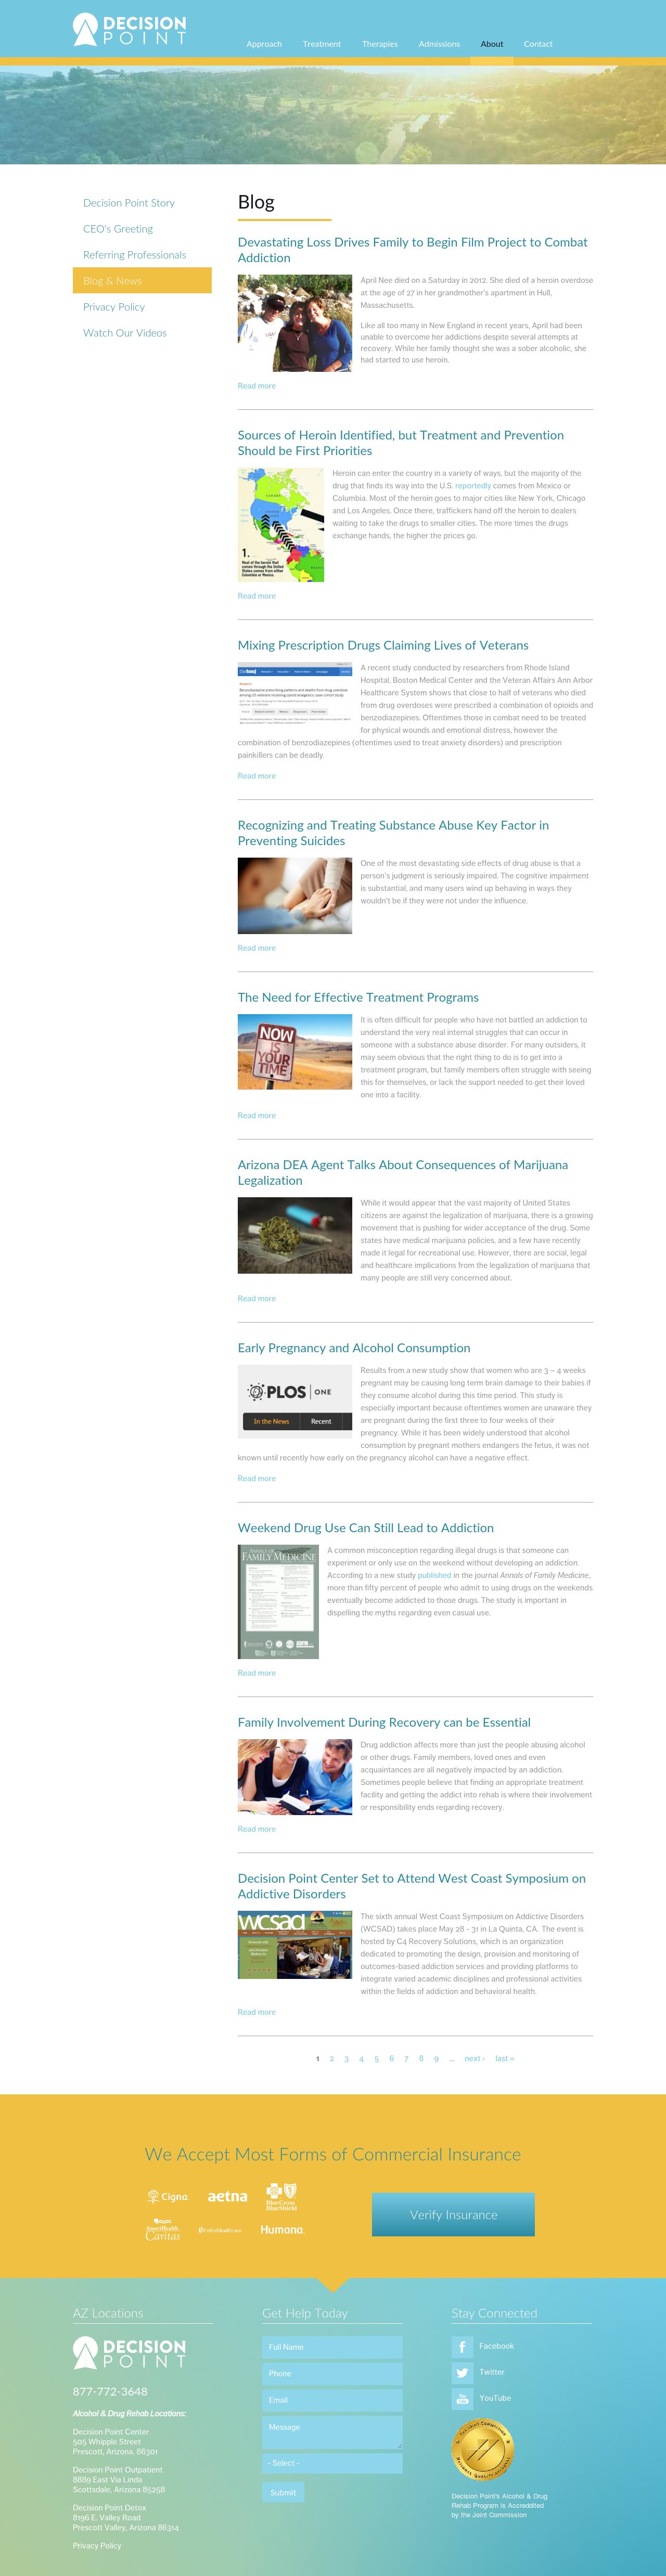 DECISION
POINT
Approach
Treatment
Therapies
Admissions
About
Contact
Decision Point Story
CEO's Greeting
Referring Professionals
Blog & News
Privacy Policy
Watch Our Videos
Blog
Devastating Loss Drives Family to Begin Film Project to Combat
Addiction
April Nee died on a Saturday in 2012. She died of a heroin overdose
at the age of 27 in her grandmother's apartment in Hull,
Massachusetts.
Like all too many in New England in recent years, April had been
unable to overcome her addictions despite several attempts at
recovery. While her family thought she was a sober alcoholic, she
had started to use heroin.
Read more
Sources of Heroin Identified, but Treatment and Prevention
Should be First Priorities
1.
Most of the heroin that
comes through the United
States comes from either
Colombia or Mexico.
Heroin can enter the country in a variety of ways, but the majority of the
drug that finds its way into the U.S. reportedly comes from Mexico or
Columbia. Most of the heroin goes to major cities like New York, Chicago
and Los Angeles. Once there, traffickers hand off the heroin to dealers
waiting to take the drugs to smaller cities. The more times the drugs
exchange hands, the higher the prices go.
Read more
Mixing Prescription Drugs Claiming Lives of Veterans
thebmj
A recent study conducted by researchers from Rhode Island
Hospital, Boston Medical Center and the Veteran Affairs Ann Arbor
Healthcare System shows that close to half of veterans who died
from drug overdoses were prescribed a combination of opioids and
benzodiazepines. Oftentimes those in combat need to be treated
for physical wounds and emotional distress, however the
combination of benzodiazepines (oftentimes used to treat anxiety disorders) and prescription
painkillers can be deadly.
Read more
Recognizing and Treating Substance Abuse Key Factor in
Preventing Suicides
One of the most devastating side effects of drug abuse is that a
person's judgment is seriously impaired. The cognitive impairment
is substantial, and many users wind up behaving in ways they
wouldn't be if they were not under the influence.
Read more
The Need for Effective Treatment Programs
NOW
IS
YOUR
TIME
It is often difficult for people who have not battled an addiction to
understand the very real internal struggles that can occur in
someone with a substance abuse disorder. For many outsiders, it
may seem obvious that the right thing to do is to get into a
treatment program, but family members often struggle with seeing
this for themselves, or lack the support needed to get their loved
one into a facility.
Read more
Arizona DEA Agent Talks About Consequences of Marijuana
Legalization
While it would appear that the vast majority of United States
citizens are against the legalization of marijuana, there is a growing
movement that is pushing for wider acceptance of the drug. Some
states have medical marijuana policies, and a few have recently
made it legal for recreational use. However, there are social, legal
and healthcare implications from the legalization of marijuana that
many people are still very concerned about.
Read more
Early Pregnancy and Alcohol Consumption
PLOS ONE
In the News
Recent
Results from a new study show that women who are 3 – 4 weeks
pregnant may be causing long term brain damage to their babies if
they consume alcohol during this time period. This study is
especially important because oftentimes women are unaware they
are pregnant during the first three to four weeks of their
pregnancy. While it has been widely understood that alcohol
consumption by pregnant mothers endangers the fetus, it was not
known until recently how early on the pregnancy alcohol can have a negative effect.
Read more
Weekend Drug Use Can Still Lead to Addiction
ANNALS OF
FAMILY MEDICINE
A common misconception regarding illegal drugs is that someone can
experiment or only use on the weekend without developing an addiction.
According to a new study published in the journal Annals of Family Medicine,
more than fifty percent of people who admit to using drugs on the weekends
eventually become addicted to those drugs. The study is important in
dispelling the myths regarding even casual use.
Read more
Family Involvement During Recovery can be Essential
Drug addiction affects more than just the people abusing alcohol
or other drugs. Family members, loved ones and even
acquaintances are all negatively impacted by an addiction.
Sometimes people believe that finding an appropriate treatment
facility and getting the addict into rehab is where their involvement
or responsibility ends regarding recovery.
Read more
Decision Point Center Set to Attend West Coast Symposium on
Addictive Disorders
wcsad
The sixth annual West Coast Symposium on Addictive Disorders
(WCSAD) takes place May 28 - 31 in La Quinta, CA. The event is
hosted by C4 Recovery Solutions, which is an organization
dedicated to promoting the design, provision and monitoring of
outcomes-based addiction services and providing platforms to
integrate varied academic disciplines and professional activities
within the fields of addiction and behavioral health.
Read more
1 2 3 4 5 6 7 8 9 … next › last »
We Accept Most Forms of Commercial Insurance
Cigna
aetna
BlueCross
BlueShield
AmeriHealth
Caritas
UnitedHealthcare
Humana
Verify Insurance
AZ Locations
DECISION
POINT
877-772-3648
Alcohol & Drug Rehab Locations:
Decision Point Center
505 Whipple Street
Prescott, Arizona, 86301
Decision Point Outpatient
8889 East Via Linda
Scottsdale, Arizona 85258
Decision Point Detox
8196 E. Valley Road
Prescott Valley, Arizona 86314
Privacy Policy
Get Help Today
Full Name
Phone
Email
Message
- Select -
Submit
Stay Connected
Facebook
Twitter
YouTube
Decision Point's Alcohol & Drug
Rehab Program is Accreddited
by the Joint Commission